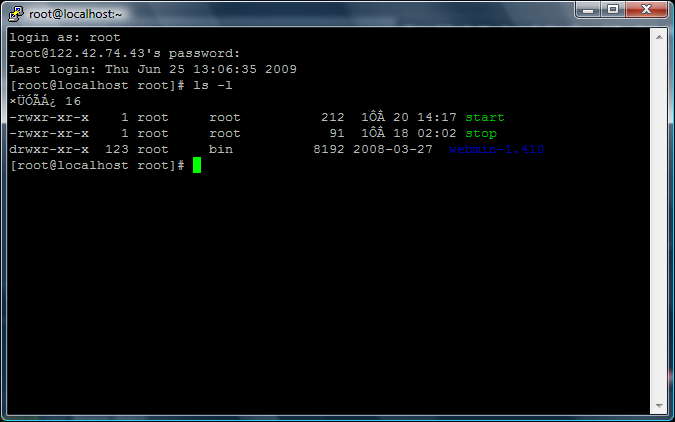 root@localhost:~
login as: root
root@122.42.74.43's password:
Last login: Thu Jun 25 13:06:35 2009
[root@localhost root]# ls -l
×ÜÓÃÁ¿ 16
-rwxr-xr-x    1 root     root          212  1ÔÂ 20 14:17 start
-rwxr-xr-x    1 root     root           91  1ÔÂ 18 02:02 stop
drwxr-xr-x  123 root     bin          8192 2008-03-27  webmin-1.410
[root@localhost root]#